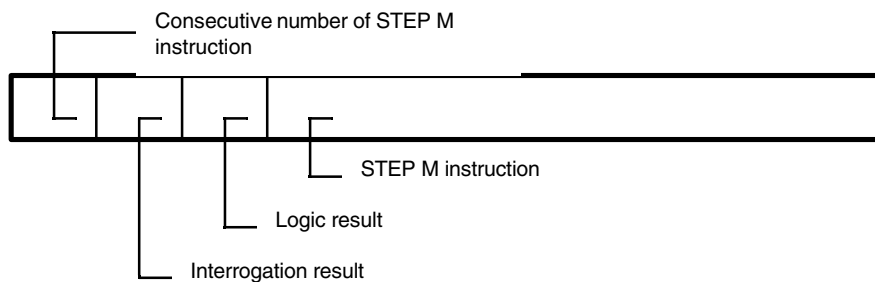 Consecutive number of STEP M
instruction
STEP M instruction
Logic result
Interrogation result